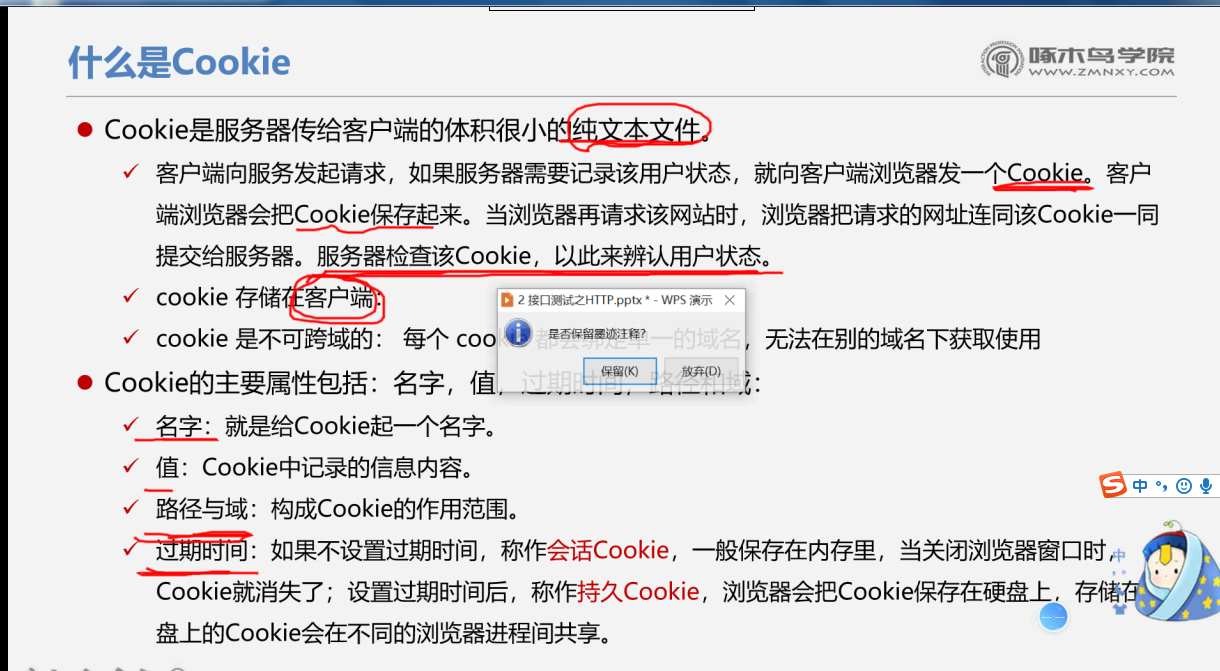 什么是Cookie
啄木鸟学院
WWW.ZMNXY.COM
Cookie是服务器传给客户端的体积很小的纯文本文件。
客户端向服务发起请求，如果服务器需要记录该用户状态，就向客户端浏览器发一个Cookie。客户
端浏览器会把Cookie保存起来。当浏览器再请求该网站时，浏览器把请求的网址连同该Cookie一同
提交给服务器。服务器检查该Cookie，以此来辨认用户状态。
cookie 存储在客户端：
2 接口测试之HTTP.pptx * - WPS 演示
是否保留墨迹注释?
保留(K)
放弃(D)
cookie 是不可跨域的： 每个 cookie都会绑定单一的域名，无法在别的域名下获取使用
Cookie的主要属性包括：名字，值，过期时间，路径和域：
名字：就是给Cookie起一个名字。
值：Cookie中记录的信息内容。
路径与域：构成Cookie的作用范围。
中
过期时间：如果不设置过期时间，称作会话Cookie，一般保存在内存里，当关闭浏览器窗口时，
中
Cookie就消失了；设置过期时间后，称作持久Cookie，浏览器会把Cookie保存在硬盘上，存储在
盘上的Cookie会在不同的浏览器进程间共享。